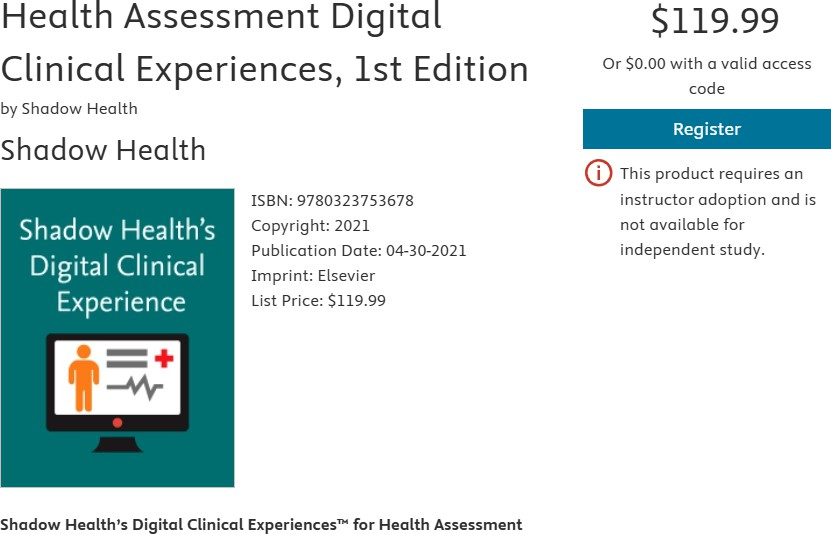 Health Assessment Digital
Clinical Experiences, 1st Edition
by Shadow Health
Shadow Health
Shadow Health's
Digital Clinical
Experience
ISBN: 9780323753678
Copyright: 2021
Publication Date: 04-30-2021
Imprint: Elsevier
List Price: $119.99
$119.99
Or $0.00 with a valid access
code
Register
This product requires an
instructor adoption and is
not available for
independent study.
Shadow Health's Digital Clinical Experiences™ for Health Assessment